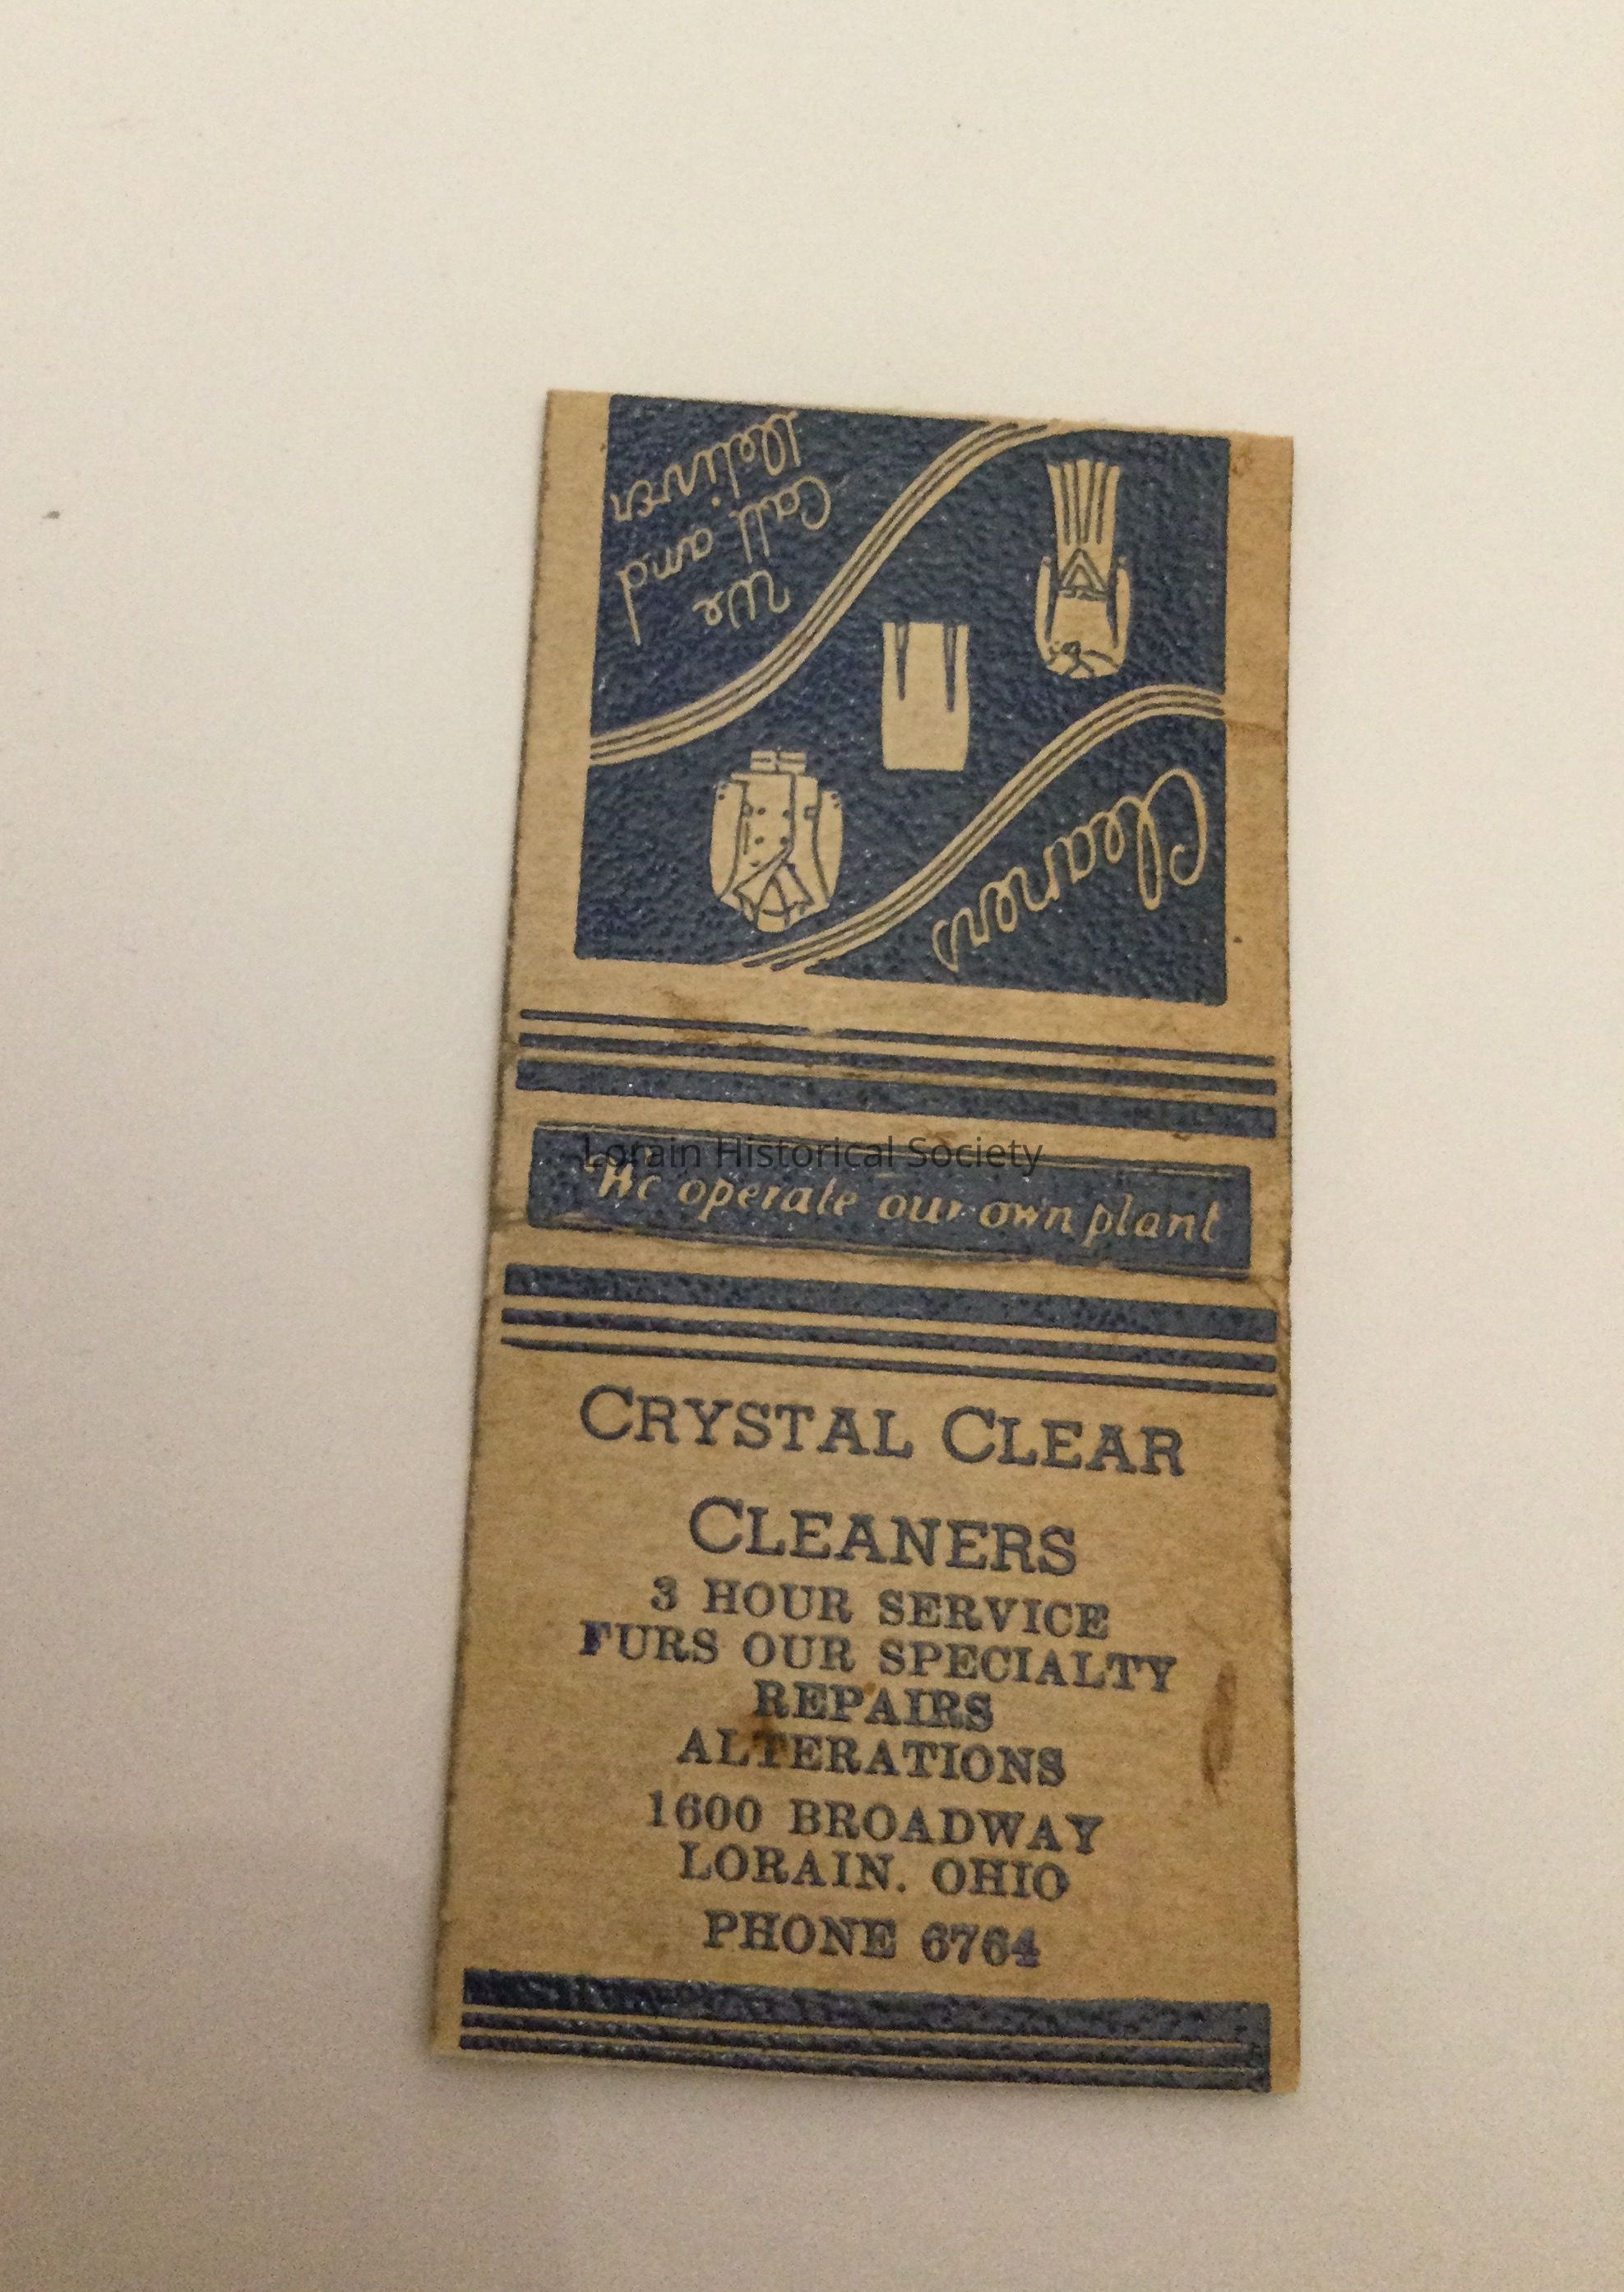 We
Call and
Deliver
Cleaners
Lorain Historical Society
We operate our own plant
CRYSTAL CLEAR
CLEANERS
3 HOUR SERVICE
FURS OUR SPECIALTY
REPAIRS
ALTERATIONS
1600 BROADWAY
LORAIN. OHIO
PHONE 6764